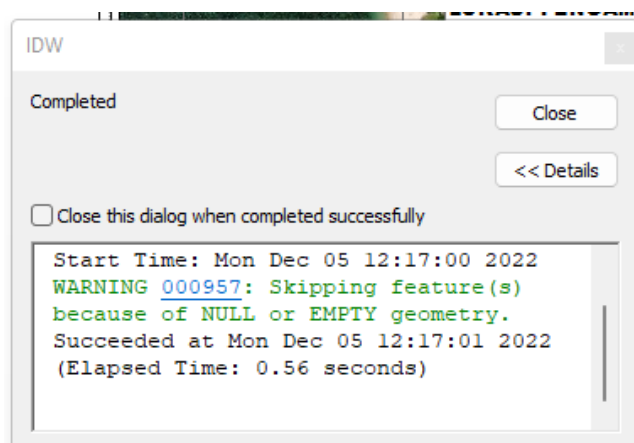 IDW
x
Completed
Close
<< Details
Close this dialog when completed successfully
Start Time: Mon Dec 05 12:17:00 2022
WARNING 000957: Skipping feature(s)
because of NULL or EMPTY geometry.
Succeeded at Mon Dec 05 12:17:01 2022
(Elapsed Time: 0.56 seconds)